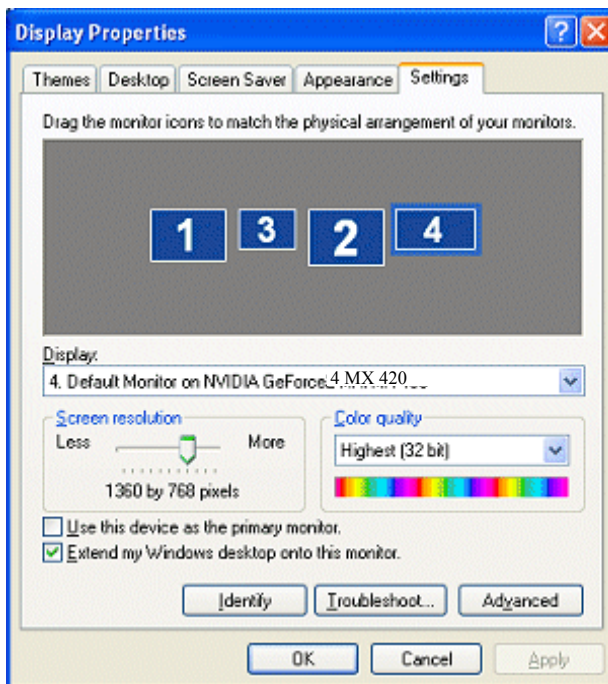 Display Properties
Themes Desktop Screen Saver Appearance Settings
Drag the monitor icons to match the physical arrangement of your monitors.
1 3 2 4
Display:
4. Default Monitor on NVIDIA GeForce 4 MX 420
Screen resolution
Less More
1360 by 768 pixels
Color quality
Highest (32 bit)
Use this device as the primary monitor.
Extend my Windows desktop onto this monitor.
Identify Troubleshoot... Advanced
OK Cancel Apply